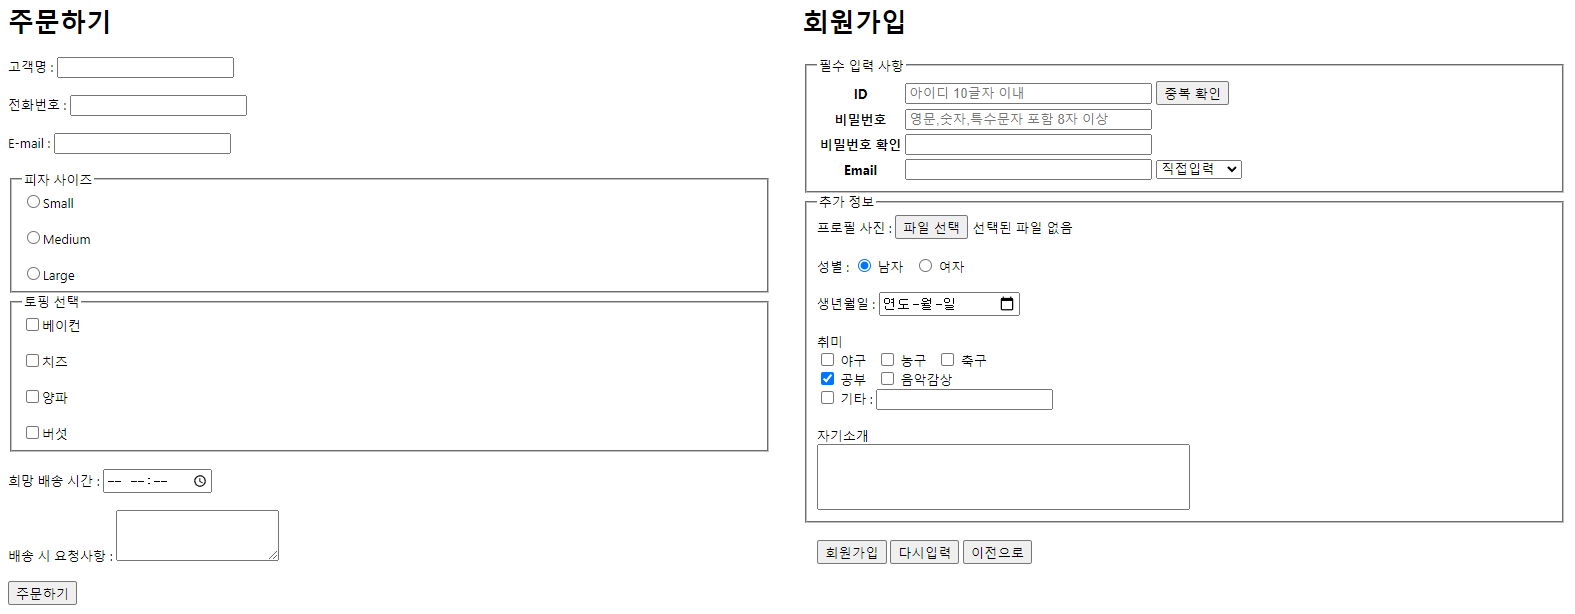 주문하기
고객명 :
전화번호 :
E-mail :
피자 사이즈
Small
Medium
Large
토핑 선택
베이컨
치즈
양파
버섯
희망 배송 시간 : -- --:--
배송 시 요청사항 :
주문하기
회원가입
필수 입력 사항
ID 아이디 10글자 이내 중복 확인
비밀번호 영문,숫자,특수문자 포함 8자 이상
비밀번호 확인
Email 직접입력
추가 정보
프로필 사진 : 파일 선택 선택된 파일 없음
성별 : 남자 여자
생년월일 : 연도-월-일
취미
야구 농구 축구
공부 음악감상
기타 :
자기소개
회원가입 다시입력 이전으로